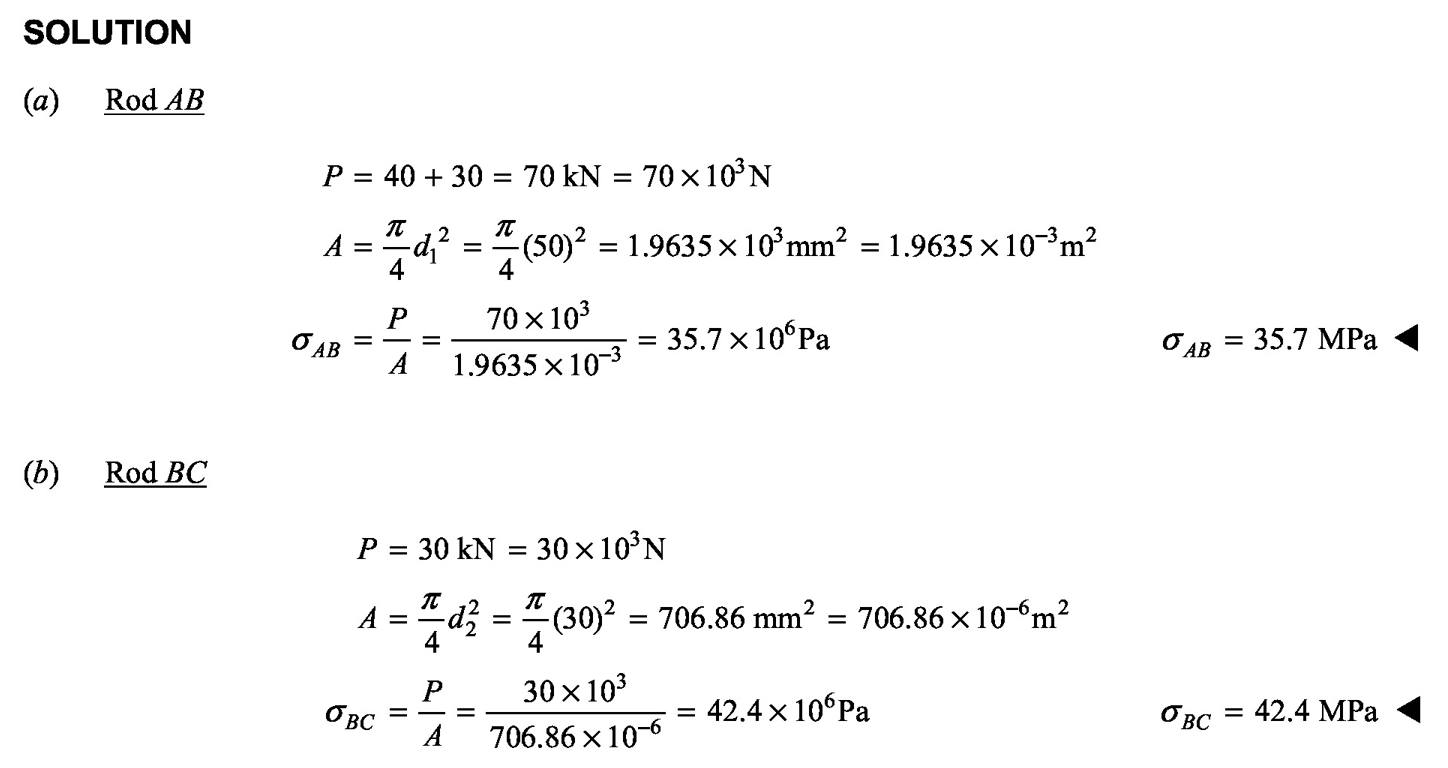 SOLUTION
(a) Rod AB
P = 40 + 30 = 70 kN = 70 × 10³ N
A = π/4 d₁² = π/4 (50)² = 1.9635 × 10³ mm² = 1.9635 × 10⁻³ m²
σ_AB = P/A = 70 × 10³ / 1.9635 × 10⁻³ = 35.7 × 10⁶ Pa σ_AB = 35.7 MPa ◀
(b) Rod BC
P = 30 kN = 30 × 10³ N
A = π/4 d₂² = π/4 (30)² = 706.86 mm² = 706.86 × 10⁻⁶ m²
σ_BC = P/A = 30 × 10³ / 706.86 × 10⁻⁶ = 42.4 × 10⁶ Pa σ_BC = 42.4 MPa ◀